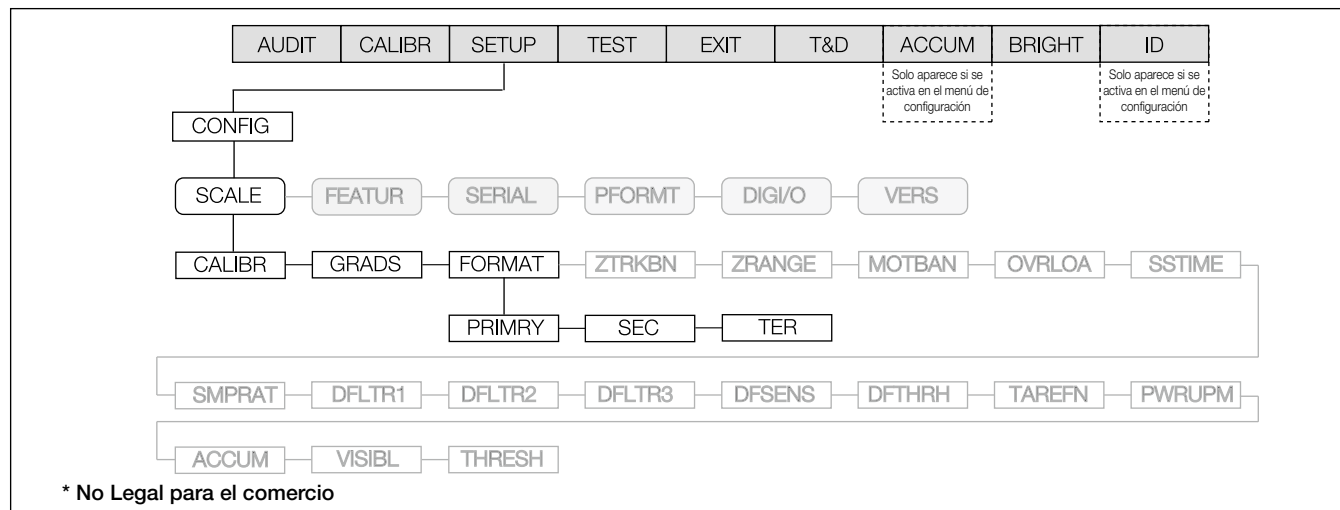 AUDIT CALIBR SETUP TEST EXIT T&D ACCUM BRIGHT ID
Solo aparece si se
activa en el menú de
configuración
Solo aparece si se
activa en el menú de
configuración
CONFIG
SCALE FEATUR SERIAL PFORMT DIGI/O VERS
CALIBR GRADS FORMAT ZTRKBN ZRANGE MOTBAN OVRLOA SSTIME
PRIMRY SEC TER
SMPRAT DFLTR1 DFLTR2 DFLTR3 DFSENS DFTHRH TAREFN PWRUPM
ACCUM VISIBL THRESH
* No Legal para el comercio